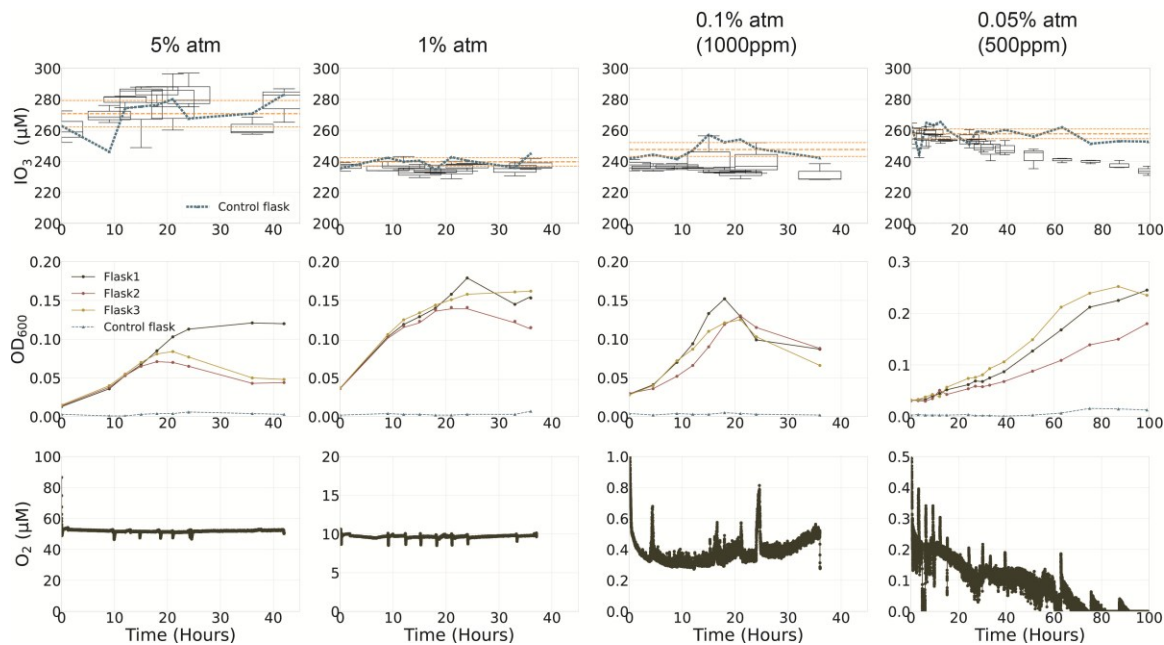 5% atm
1% atm
0.1% atm
(1000ppm)
0.05% atm
(500ppm)
IO3 (μM)
300
280
260
240
220
200
0 10 20 30 40
Control flask
300
280
260
240
220
200
0 10 20 30 40
300
280
260
240
220
200
0 10 20 30 40
300
280
260
240
220
200
0 20 40 60 80 100
OD600
0.20
0.15
0.10
0.05
0.00
0 10 20 30 40
Flask1
Flask2
Flask3
Control flask
0.20
0.15
0.10
0.05
0.00
0 10 20 30 40
0.20
0.15
0.10
0.05
0.00
0 10 20 30 40
0.3
0.2
0.1
0.0
0 20 40 60 80 100
O2 (μM)
100
80
60
40
20
0
0 10 20 30 40
Time (Hours)
20
15
10
5
0
0 10 20 30 40
Time (Hours)
1.0
0.8
0.6
0.4
0.2
0.0
0 10 20 30 40
Time (Hours)
0.5
0.4
0.3
0.2
0.1
0.0
0 20 40 60 80 100
Time (Hours)